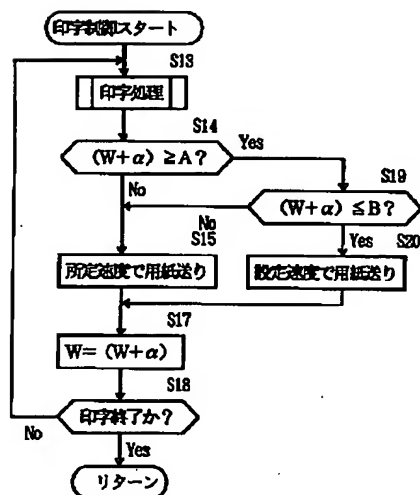 印字制御スタート
S13
印字処理
S14
(W+α)≧A?
Yes
S19
No
(W+α)≦B?
No
S15
Yes
S20
所定速度で用紙送り
設定速度で用紙送り
S17
W=(W+α)
S18
印字終了か?
No
Yes
リターン